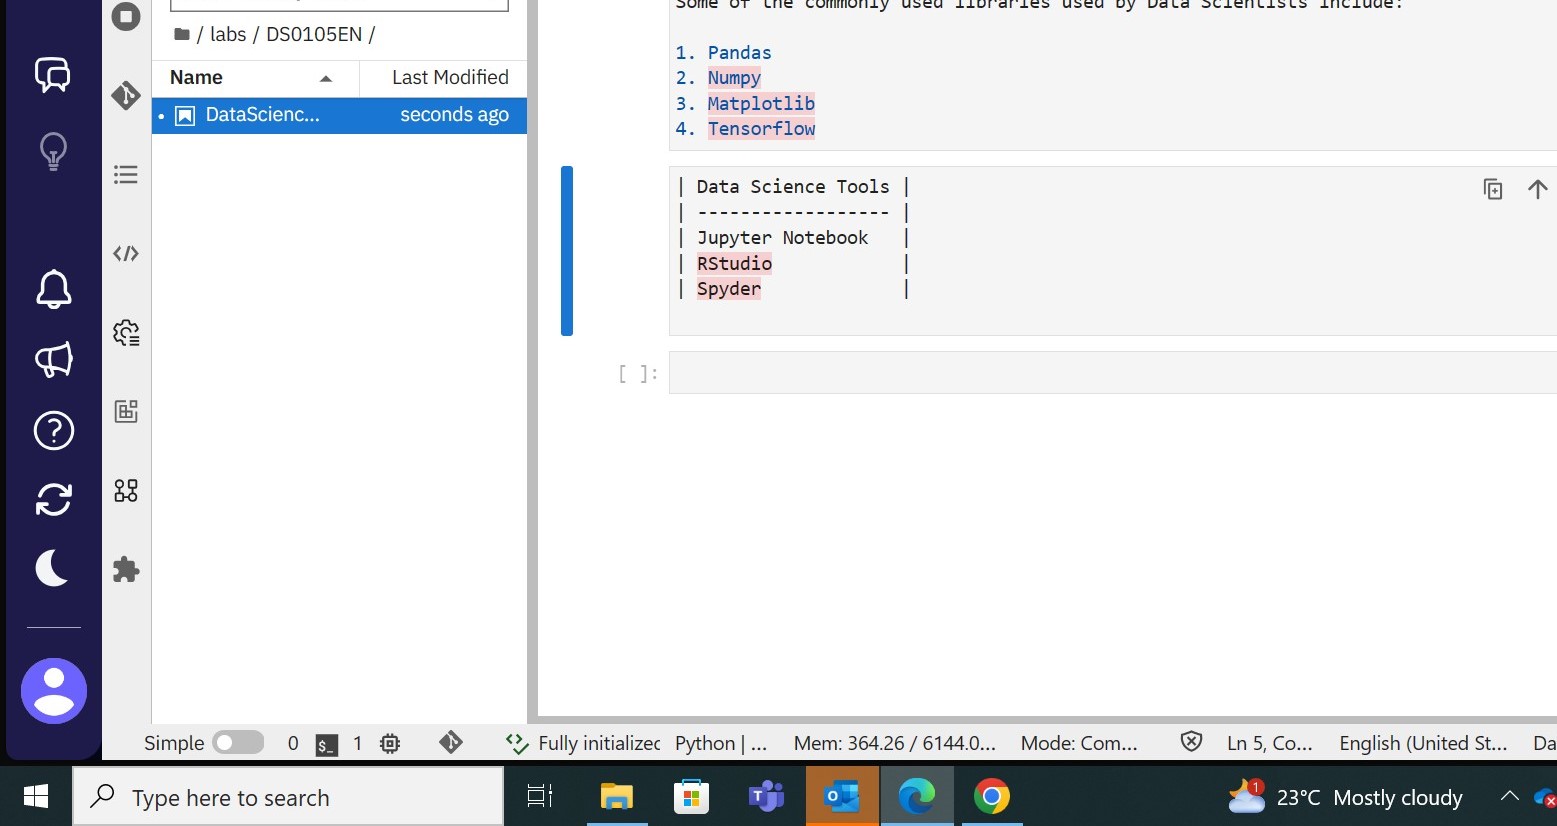 Some of the commonly used libraries used by Data Scientists include:
/ labs / DS0105EN /
Name
Last Modified
DataScienc...
seconds ago
1. Pandas
2. Numpy
3. Matplotlib
4. Tensorflow
| Data Science Tools |
| ------------------ |
| Jupyter Notebook |
| RStudio |
| Spyder |
[ ]:
Simple
0
$_
1
Fully initialized
Python | ...
Mem: 364.26 / 6144.0...
Mode: Com...
Ln 5, Co...
English (United St...
Da
Type here to search
T
O
1
23°C Mostly cloudy